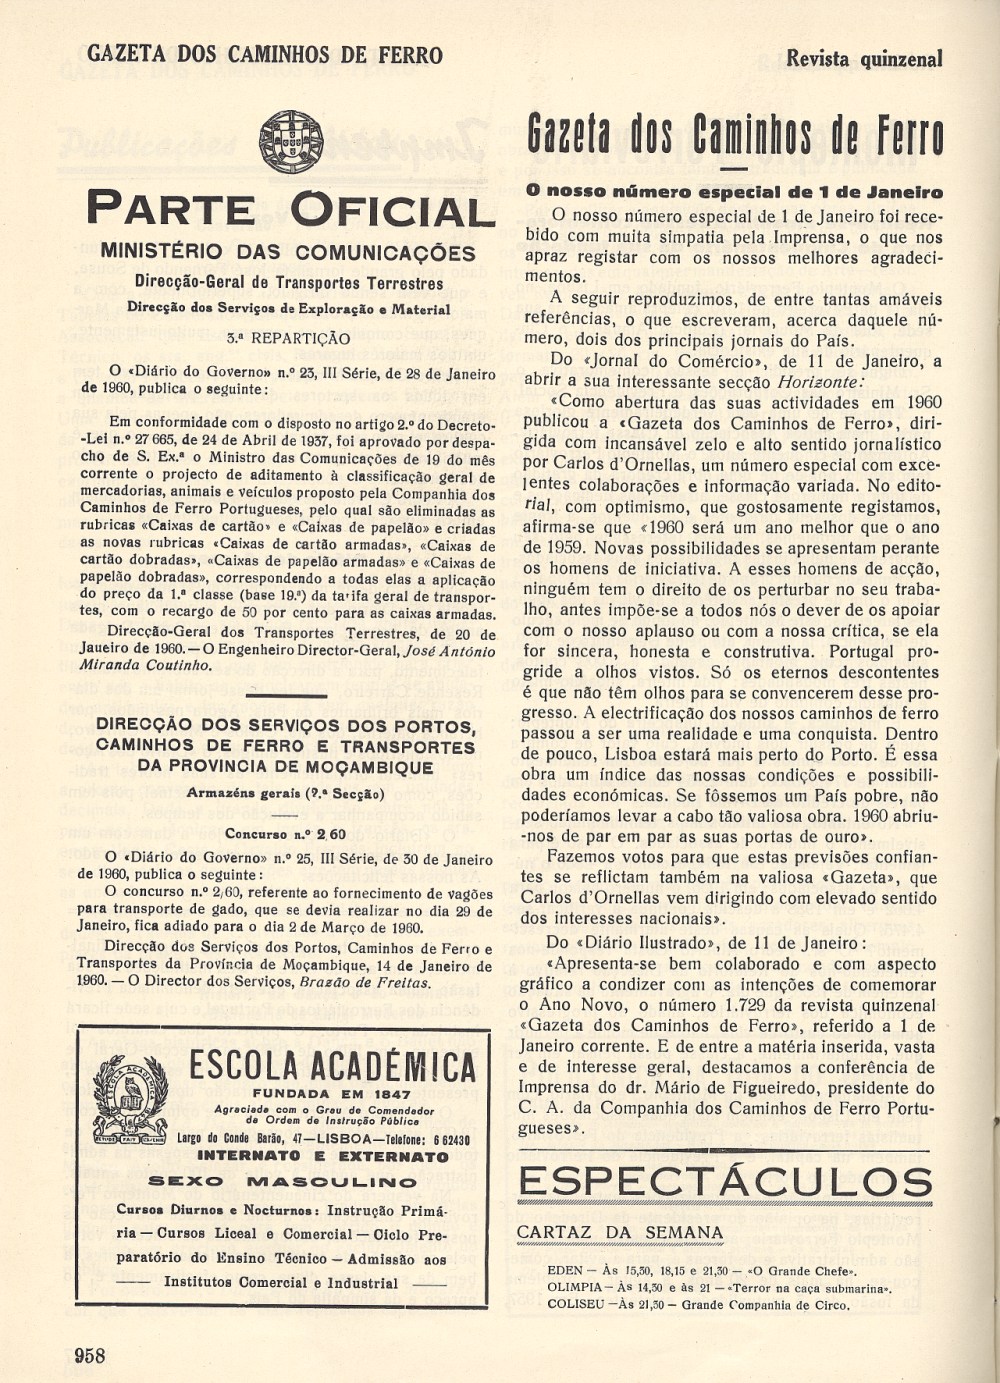 GAZETA DOS CAMINHOS DE FERRO
Revista quinzenal
PARTE OFICIAL
MINISTÉRIO DAS COMUNICAÇÕES
Direcção-Geral de Transportes Terrestres
Direcção dos Serviços de Exploração e Material
3.ª REPARTIÇÃO
O «Diário do Governo» n.º 23, III Série, de 28 de Janeiro
de 1960, publica o seguinte:
Em conformidade com o disposto no artigo 2.º do Decreto-
-Lei n.º 27 665, de 24 de Abril de 1937, foi aprovado por despa-
cho de S. Ex.ª o Ministro das Comunicações de 19 do mês
corrente o projecto de aditamento à classificação geral de
mercadorias, animais e veículos proposto pela Companhia dos
Caminhos de Ferro Portugueses, pelo qual são eliminadas as
rubricas «Caixas de cartão» e «Caixas de papelão» e criadas
as novas rubricas «Caixas de cartão armadas», «Caixas de
cartão dobradas», «Caixas de papelão armadas» e «Caixas de
papelão dobradas», correspondendo a todas elas a aplicação
do preço da 1.ª classe (base 19.ª) da tarifa geral de transpor-
tes, com o recargo de 50 por cento para as caixas armadas.
Direcção-Geral dos Transportes Terrestres, de 20 de
Jaueiro de 1960.—O Engenheiro Director-Geral, José António
Miranda Coutinho.
DIRECÇÃO DOS SERVIÇOS DOS PORTOS,
CAMINHOS DE FERRO E TRANSPORTES
DA PROVINCIA DE MOÇAMBIQUE
Armazéns gerais (2.ª Secção)
Concurso n.º 2 60
O «Diário do Governo» n.º 25, III Série, de 30 de Janeiro
de 1960, publica o seguinte:
O concurso n.º 2/60, referente ao fornecimento de vagões
para transporte de gado, que se devia realizar no dia 29 de
Janeiro, fica adiado para o dia 2 de Março de 1960.
Direcção dos Serviços dos Portos, Caminhos de Ferro e
Transportes da Província de Moçambique, 14 de Janeiro de
1960. — O Director dos Serviços, Brazão de Freitas.
ESCOLA ACADÉMICA
FUNDADA EM 1847
Agraciada com o Grau de Comendador
da Ordem de Instrução Pública
Largo do Conde Barão, 47—LISBOA—Telefone: 6 62430
INTERNATO E EXTERNATO
SEXO MASCULINO
Cursos Diurnos e Nocturnos: Instrução Primá-
ria — Cursos Liceal e Comercial — Ciclo Pre-
paratório do Ensino Técnico — Admissão aos
Institutos Comercial e Industrial
958
Gazeta dos Caminhos de Ferro
O nosso número especial de 1 de Janeiro
O nosso número especial de 1 de Janeiro foi rece-
bido com muita simpatia pela Imprensa, o que nos
apraz registar com os nossos melhores agradeci-
mentos.
A seguir reproduzimos, de entre tantas amáveis
referências, o que escreveram, acerca daquele nú-
mero, dois dos principais jornais do País.
Do «Jornal do Comércio», de 11 de Janeiro, a
abrir a sua interessante secção Horizonte:
«Como abertura das suas actividades em 1960
publicou a «Gazeta dos Caminhos de Ferro», diri-
gida com incansável zelo e alto sentido jornalístico
por Carlos d'Ornellas, um número especial com exce-
lentes colaborações e informação variada. No edito-
rial, com optimismo, que gostosamente registamos,
afirma-se que «1960 será um ano melhor que o ano
de 1959. Novas possibilidades se apresentam perante
os homens de iniciativa. A esses homens de acção,
ninguém tem o direito de os perturbar no seu traba-
lho, antes impõe-se a todos nós o dever de os apoiar
com o nosso aplauso ou com a nossa crítica, se ela
for sincera, honesta e construtiva. Portugal pro-
gride a olhos vistos. Só os eternos descontentes
é que não têm olhos para se convencerem desse pro-
gresso. A electrificação dos nossos caminhos de ferro
passou a ser uma realidade e uma conquista. Dentro
de pouco, Lisboa estará mais perto do Porto. É essa
obra um índice das nossas condições e possibili-
dades económicas. Se fôssemos um País pobre, não
poderíamos levar a cabo tão valiosa obra. 1960 abriu-
-nos de par em par as suas portas de ouro».
Fazemos votos para que estas previsões confian-
tes se reflictam também na valiosa «Gazeta», que
Carlos d'Ornellas vem dirigindo com elevado sentido
dos interesses nacionais».
Do «Diário Ilustrado», de 11 de Janeiro:
«Apresenta-se bem colaborado e com aspecto
gráfico a condizer com as intenções de comemorar
o Ano Novo, o número 1.729 da revista quinzenal
«Gazeta dos Caminhos de Ferro», referido a 1 de
Janeiro corrente. E de entre a matéria inserida, vasta
e de interesse geral, destacamos a conferência de
Imprensa do dr. Mário de Figueiredo, presidente do
C. A. da Companhia dos Caminhos de Ferro Portu-
gueses».
ESPECTÁCULOS
CARTAZ DA SEMANA
EDEN — Às 15,30, 18,15 e 21,30 — «O Grande Chefe».
OLIMPIA — Às 14,30 e às 21 — «Terror na caça submarina».
COLISEU — Às 21,30 — Grande Companhia de Circo.